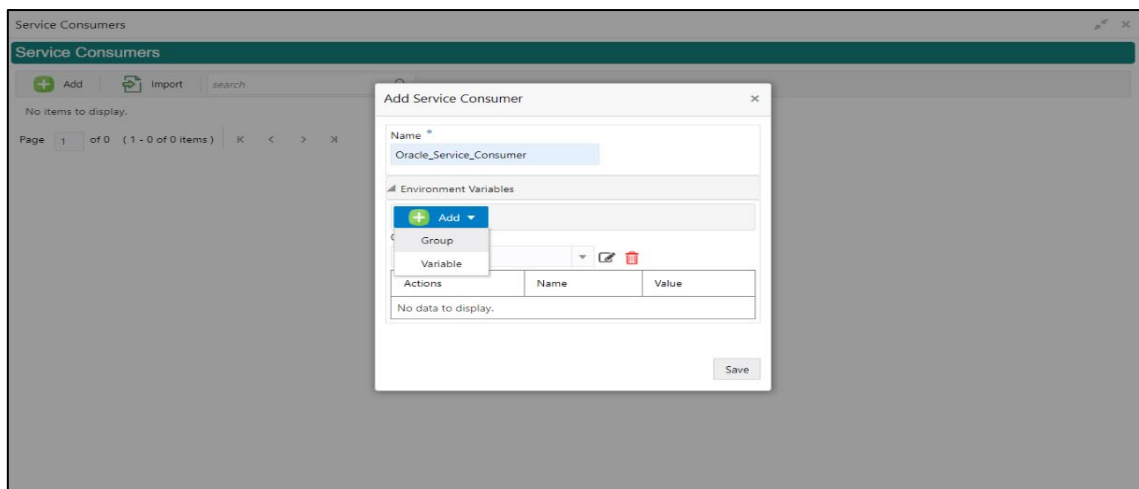 Service Consumers
Service Consumers
Add Import search
No items to display.
Page 1 of 0 (1 - 0 of 0 items) K < > Ж
Add Service Consumer ×
Name *
Oracle_Service_Consumer
Environment Variables
Add
Group
Variable
Actions Name Value
No data to display.
Save